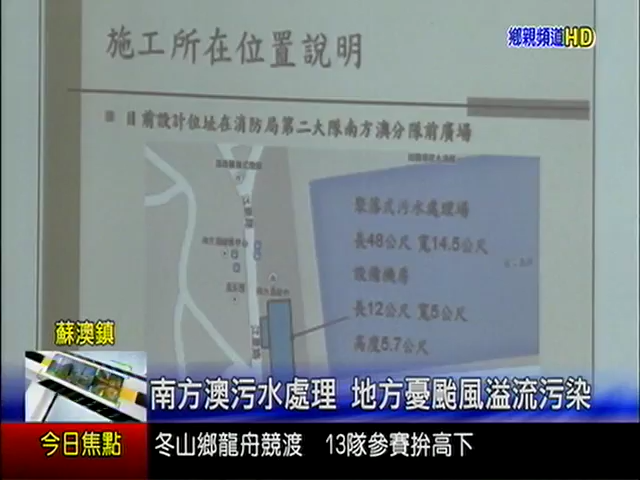 鄉親頻道HD
施工所在位置說明
目前設計位址在消防局第二大隊南方澳分隊前廣場
聚落式污水處理場
長48公尺 寬14.5公尺
設備機房
長12公尺 寬5公尺
高度5.7公尺
蘇澳鎮
南方澳污水處理 地方憂颱風溢流污染
今日焦點
冬山鄉龍舟競渡 13隊參賽拚高下